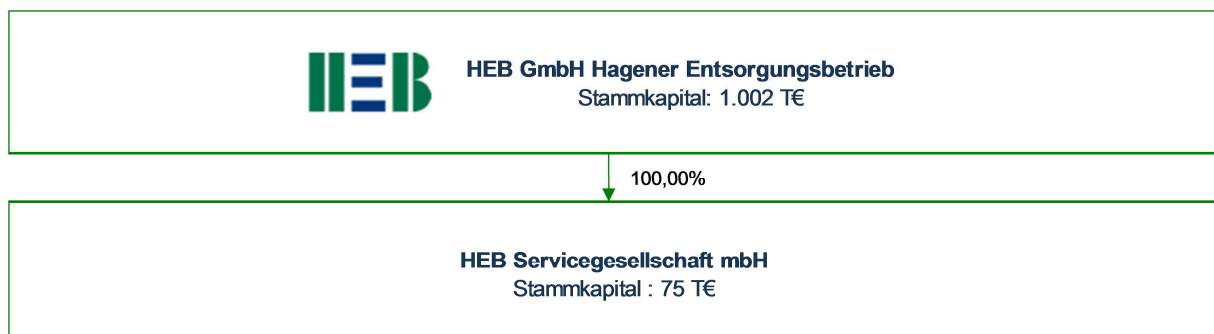 HEB
HEB GmbH Hagener Entsorgungsbetrieb
Stammkapital: 1.002 T€
100,00%
HEB Servicegesellschaft mbH
Stammkapital : 75 T€